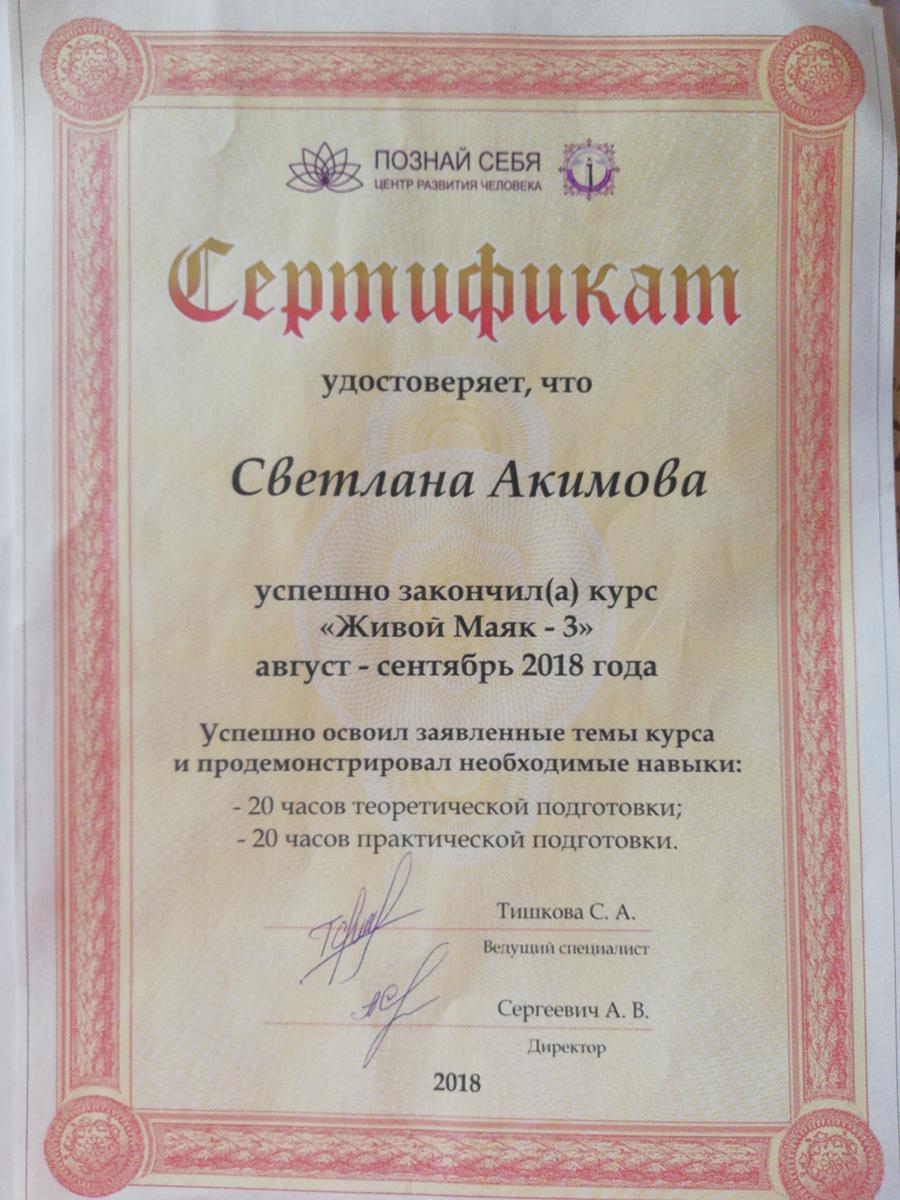 ПОЗНАЙ СЕБЯ
ЦЕНТР РАЗВИТИЯ ЧЕЛОВЕКА
Сертификат
удостоверяет, что
Светлана Акимова
успешно закончил(а) курс
«Живой Маяк - 3»
август - сентябрь 2018 года
Успешно освоил заявленные темы курса
и продемонстрировал необходимые навыки:
- 20 часов теоретической подготовки;
- 20 часов практической подготовки.
Тишкова С. А.
Ведущий специалист
Сергеевич А. В.
Директор
2018